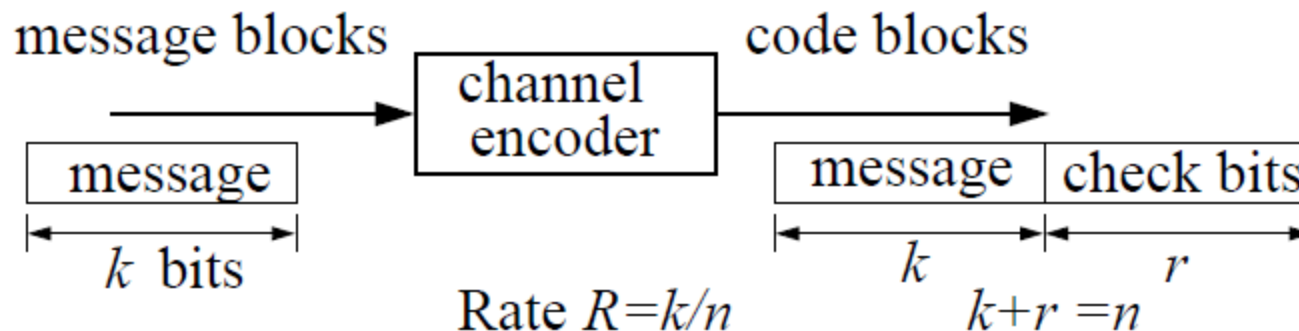 message blocks
channel
encoder
code blocks
message
message
check bits
k bits
k
r
Rate R=k/n
k+r =n